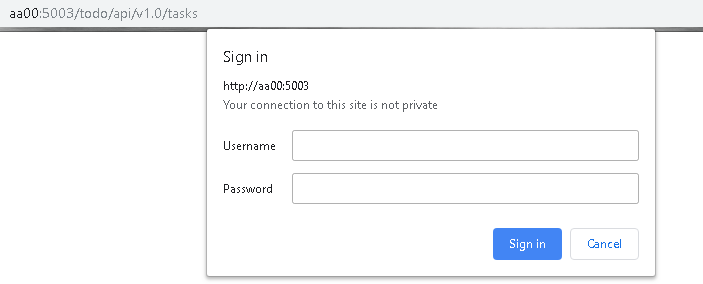 aa00:5003/todo/api/v1.0/tasks
Sign in
http://aa00:5003
Your connection to this site is not private
Username
Password
Sign in
Cancel